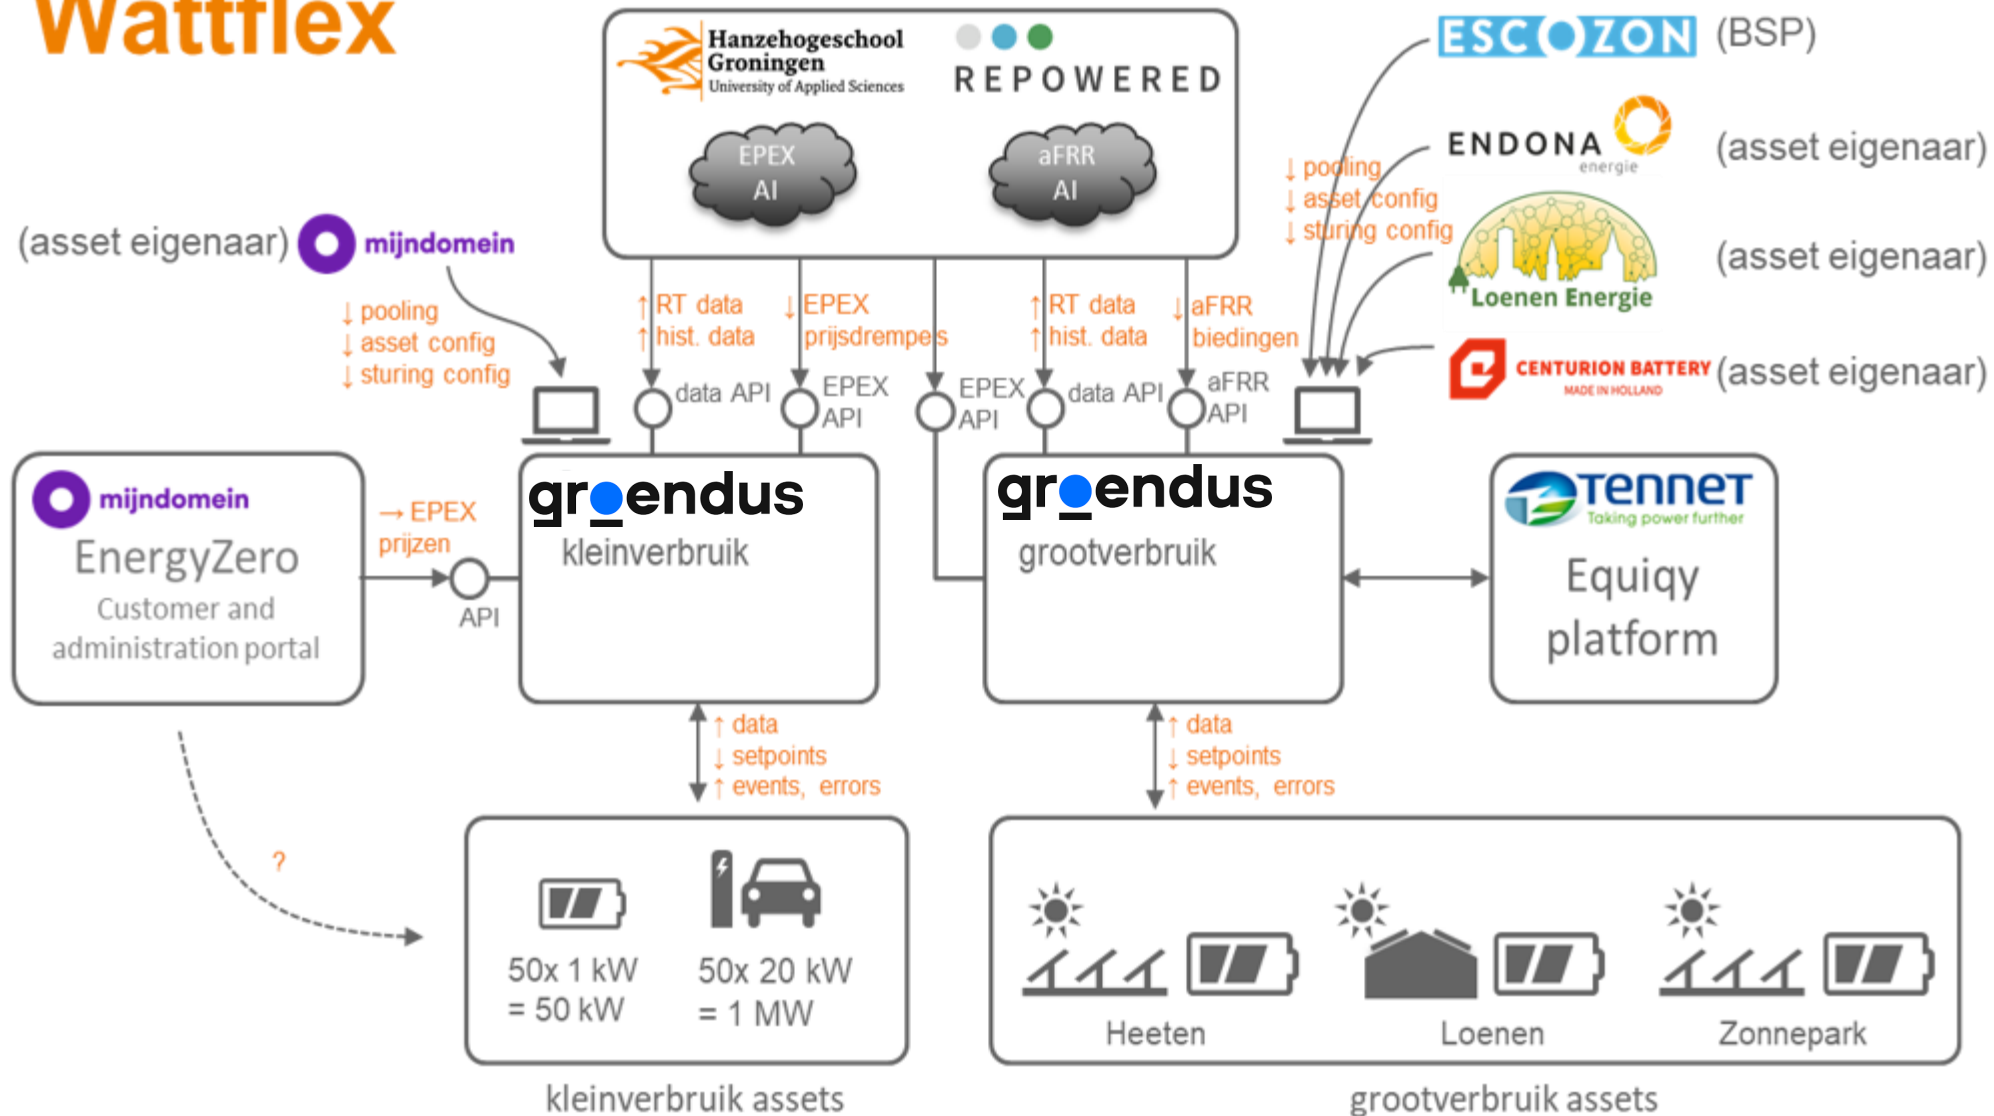 Wattflex
Hanzehogeschool
Groningen
University of Applied Sciences
REPOWERED
EPEX
AI
aFRR
AI
ESCOZON (BSP)
ENDONA
energie
(asset eigenaar)
↓ pooling
↓ asset config
↓ sturing config
Loenen Energie
(asset eigenaar)
CENTURION BATTERY
MADE IN HOLLAND
(asset eigenaar)
(asset eigenaar) mijndomein
↓ pooling
↓ asset config
↓ sturing config
↑ RT data
↑ hist. data
↓ EPEX
prijsdrempels
↑ RT data
↑ hist. data
↓ aFRR
biedingen
data API
EPEX
API
EPEX
API
data API
aFRR
API
mijndomein
EnergyZero
Customer and
administration portal
→ EPEX
prijzen
API
groendus
kleinverbruik
groendus
grootverbruik
TENNET
Taking power further
Equiqy
platform
↑ data
↓ setpoints
↑ events, errors
↑ data
↓ setpoints
↑ events, errors
?
50x 1 kW
= 50 kW
50x 20 kW
= 1 MW
Heeten
Loenen
Zonnepark
kleinverbruik assets
grootverbruik assets